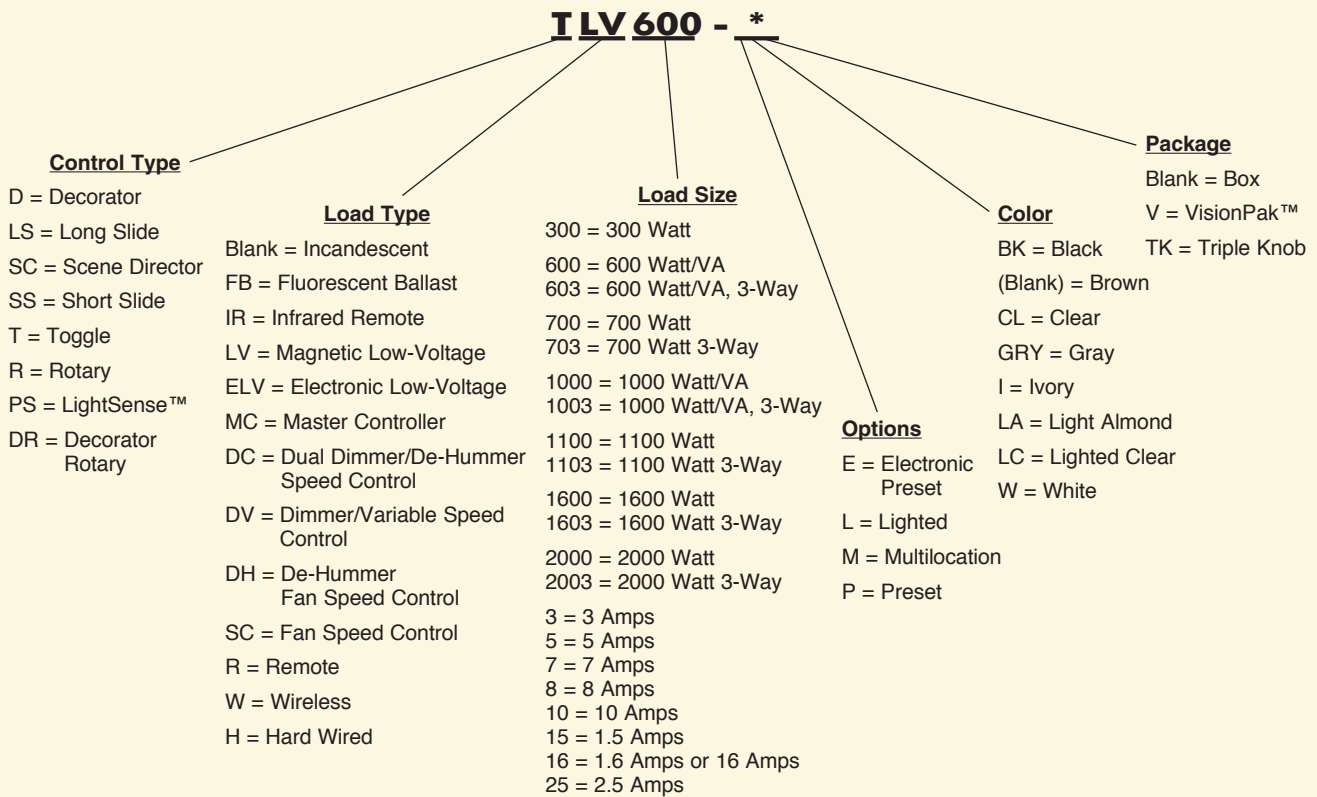 TLV600 - *
Control Type
D = Decorator
LS = Long Slide
SC = Scene Director
SS = Short Slide
T = Toggle
R = Rotary
PS = LightSense™
DR = Decorator
Rotary
Load Type
Blank = Incandescent
FB = Fluorescent Ballast
IR = Infrared Remote
LV = Magnetic Low-Voltage
ELV = Electronic Low-Voltage
MC = Master Controller
DC = Dual Dimmer/De-Hummer
Speed Control
DV = Dimmer/Variable Speed
Control
DH = De-Hummer
Fan Speed Control
SC = Fan Speed Control
R = Remote
W = Wireless
H = Hard Wired
Load Size
300 = 300 Watt
600 = 600 Watt/VA
603 = 600 Watt/VA, 3-Way
700 = 700 Watt
703 = 700 Watt 3-Way
1000 = 1000 Watt/VA
1003 = 1000 Watt/VA, 3-Way
1100 = 1100 Watt
1103 = 1100 Watt 3-Way
1600 = 1600 Watt
1603 = 1600 Watt 3-Way
2000 = 2000 Watt
2003 = 2000 Watt 3-Way
3 = 3 Amps
5 = 5 Amps
7 = 7 Amps
8 = 8 Amps
10 = 10 Amps
15 = 1.5 Amps
16 = 1.6 Amps or 16 Amps
25 = 2.5 Amps
Options
E = Electronic
Preset
L = Lighted
M = Multilocation
P = Preset
Color
BK = Black
(Blank) = Brown
CL = Clear
GRY = Gray
I = Ivory
LA = Light Almond
LC = Lighted Clear
W = White
Package
Blank = Box
V = VisionPak™
TK = Triple Knob